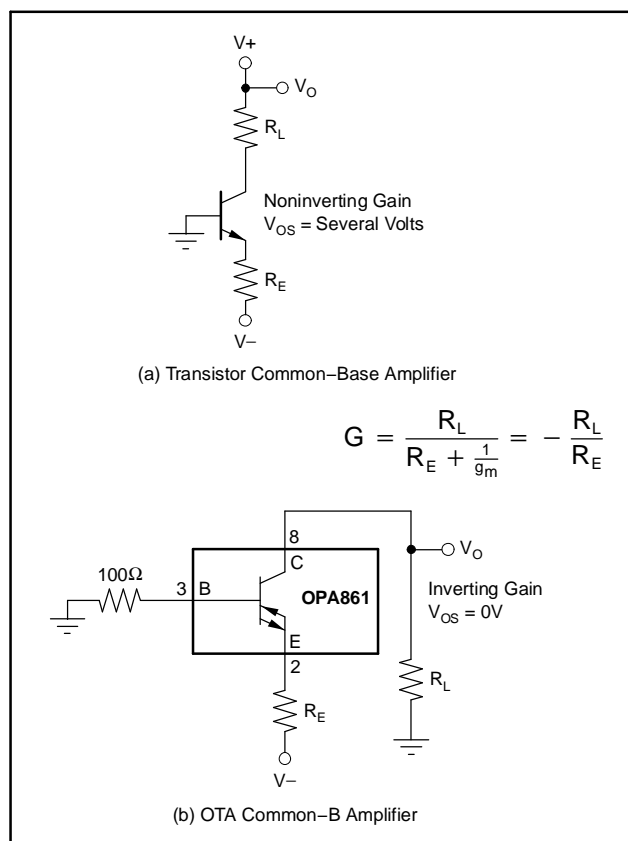 V+
V_O
R_L
Noninverting Gain
V_OS = Several Volts
R_E
V−
(a) Transistor Common−Base Amplifier
G = R_L / (R_E + 1/g_m) = − R_L / R_E
8
C
V_O
100Ω
3
B
OPA861
Inverting Gain
V_OS = 0V
E
2
R_L
R_E
V−
(b) OTA Common−B Amplifier